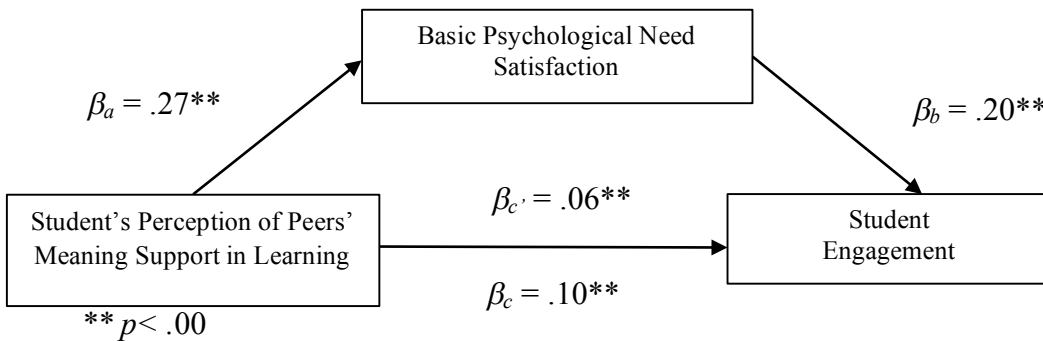 Basic Psychological Need
Satisfaction
βa = .27**
βb = .20**
βc' = .06**
Student’s Perception of Peers’
Meaning Support in Learning
Student
Engagement
βc = .10**
** p< .00